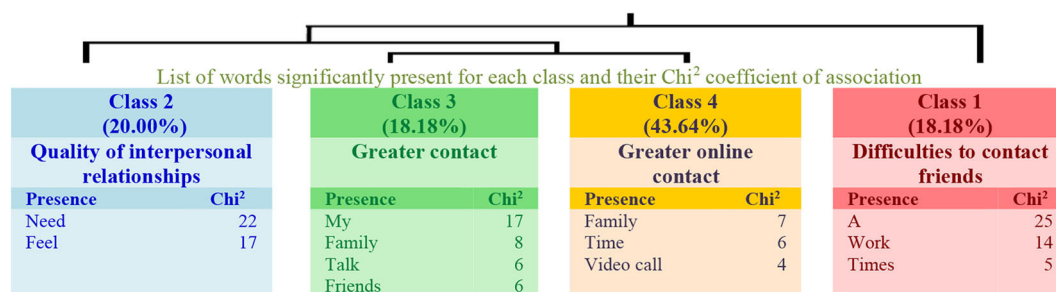 List of words significantly present for each class and their Chi² coefficient of association
Class 2
(20.00%)
Quality of interpersonal
relationships
Presence Chi²
Need 22
Feel 17
Class 3
(18.18%)
Greater contact
Presence Chi²
My 17
Family 8
Talk 6
Friends 6
Class 4
(43.64%)
Greater online
contact
Presence Chi²
Family 7
Time 6
Video call 4
Class 1
(18.18%)
Difficulties to contact
friends
Presence Chi²
A 25
Work 14
Times 5